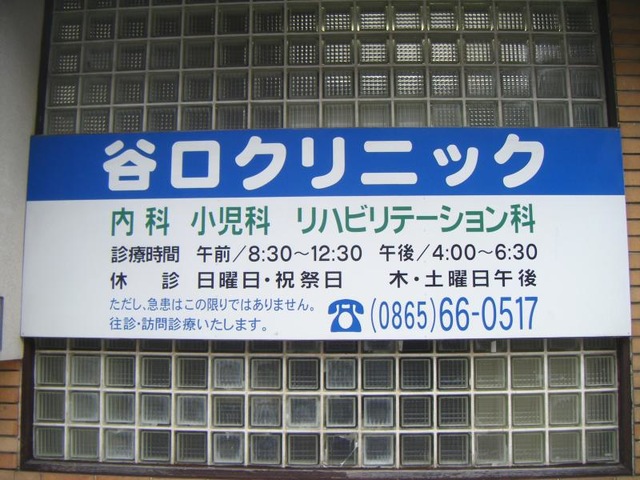 谷口クリニック
内科 小児科 リハビリテーション科
診療時間 午前/8:30~12:30 午後/4:00~6:30
休診 日曜日・祝祭日 木・土曜日午後
ただし、急患はこの限りではありません。
往診・訪問診療いたします。
☎(0865)66-0517